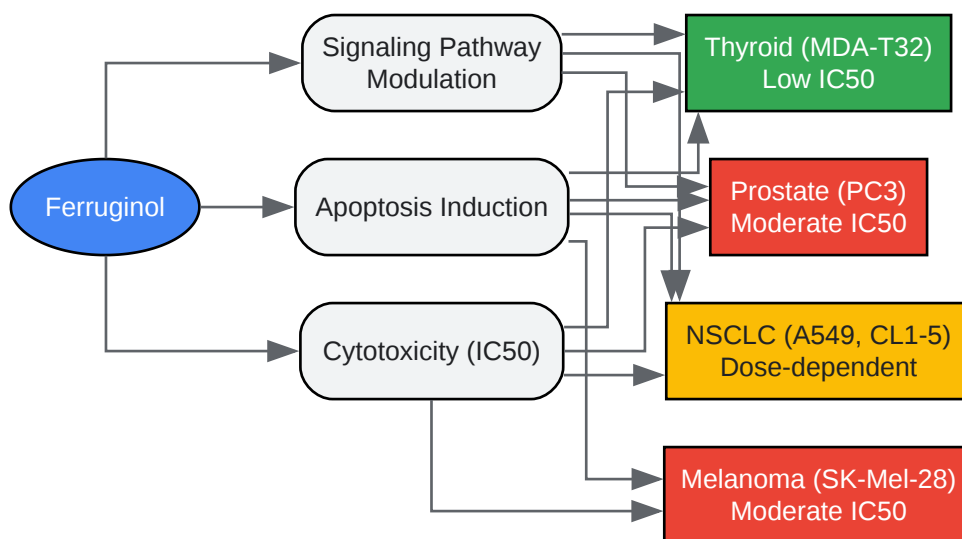 Ferruginol
Signaling Pathway
Modulation
Apoptosis Induction
Cytotoxicity (IC50)
Thyroid (MDA-T32)
Low IC50
Prostate (PC3)
Moderate IC50
NSCLC (A549, CL1-5)
Dose-dependent
Melanoma (SK-Mel-28)
Moderate IC50